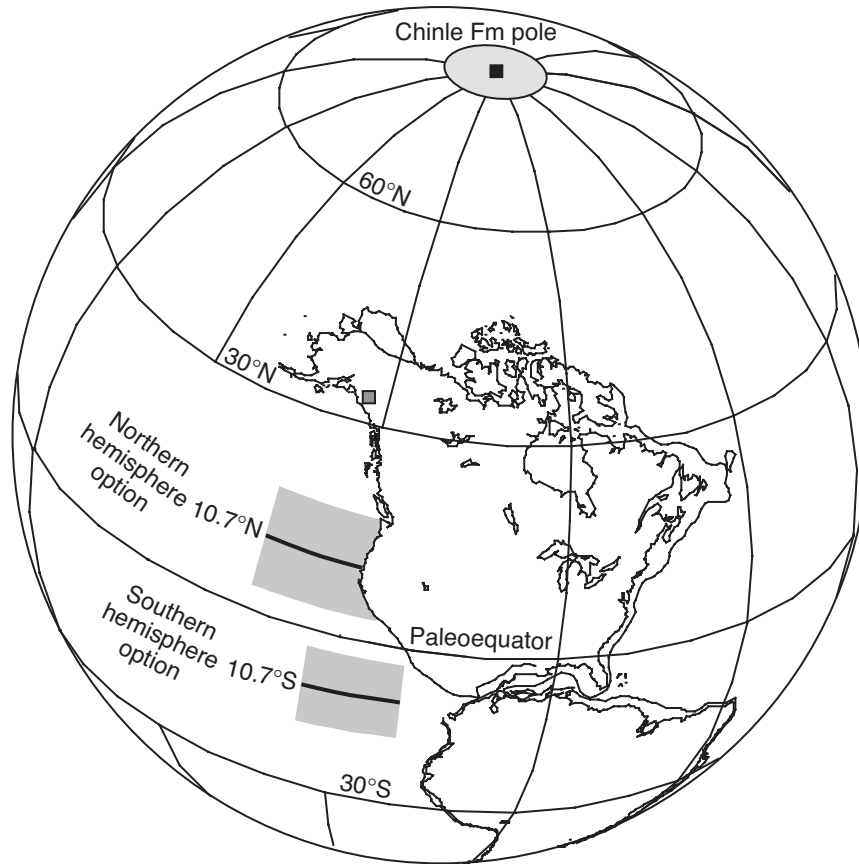 Chinle Fm pole
60°N
30°N
Northern
hemisphere 10.7°N
option
Southern
hemisphere 10.7°S
option
Paleoequator
30°S